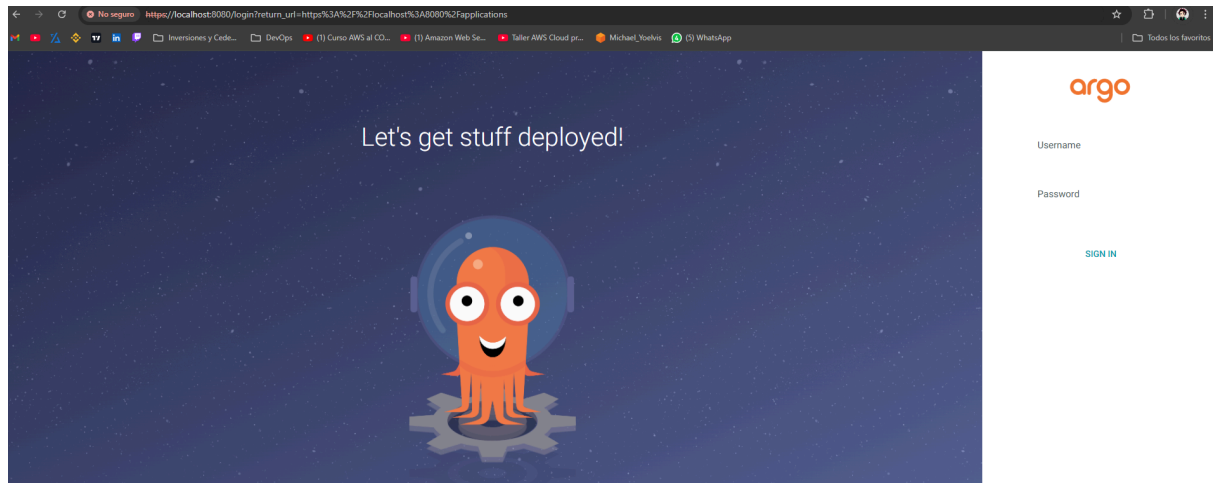 No seguro https://localhost:8080/login?return_url=https%3A%2F%2Flocalhost%3A8080%2Fapplications
Inversiones y Cede... DevOps (1) Curso AWS al CO... (1) Amazon Web Se... Taller AWS Cloud pr... Michael_Yoelvis (5) WhatsApp Todos los favoritos
Let's get stuff deployed!
argo
Username
Password
SIGN IN